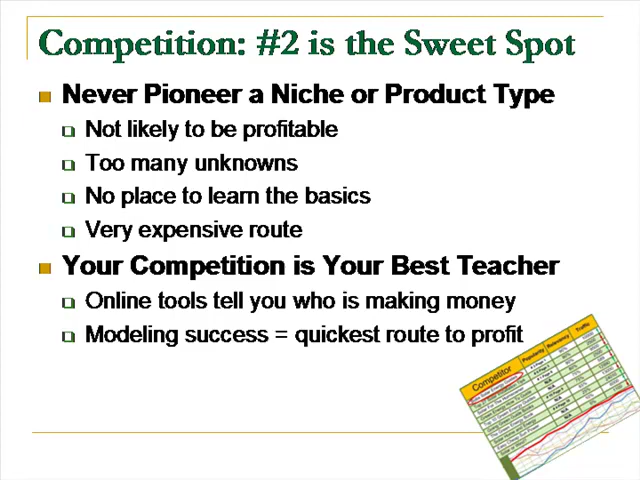 Competition: #2 is the Sweet Spot
Never Pioneer a Niche or Product Type
Not likely to be profitable
Too many unknowns
No place to learn the basics
Very expensive route
Your Competition is Your Best Teacher
Online tools tell you who is making money
Modeling success = quickest route to profit
Competitor Popularity Relevancy Traffic